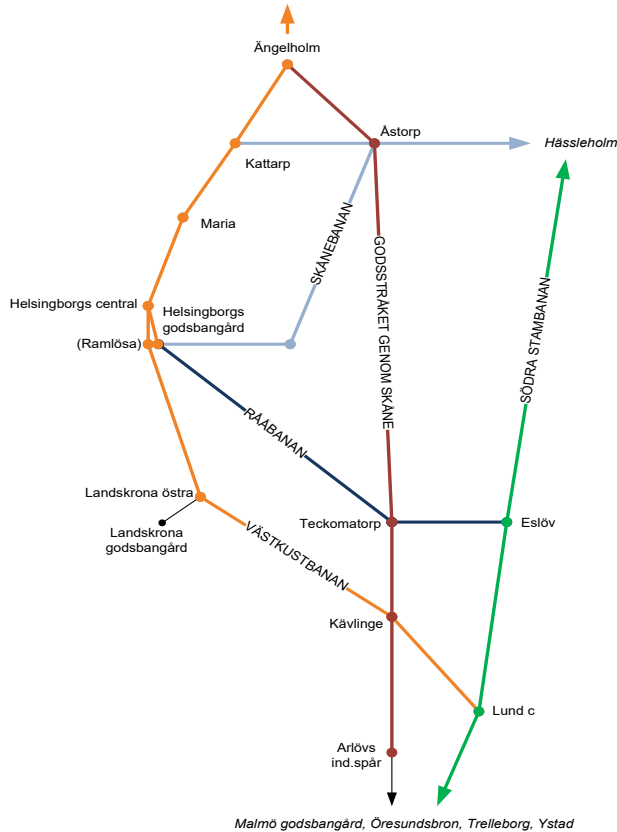 Ängelholm
Åstorp
Hässleholm
Kattarp
Maria
SKÅNEBANAN
GODSSTRÅKET GENOM SKÅNE
SÖDRA STAMBANAN
Helsingborgs central
Helsingborgs
godsbangård
(Ramlösa)
RÅÅBANAN
Landskrona östra
Landskrona
godsbangård
VÄSTKUSTBANAN
Teckomatorp
Eslöv
Kävlinge
Lund c
Arlövs
ind.spår
Malmö godsbangård, Öresundsbron, Trelleborg, Ystad